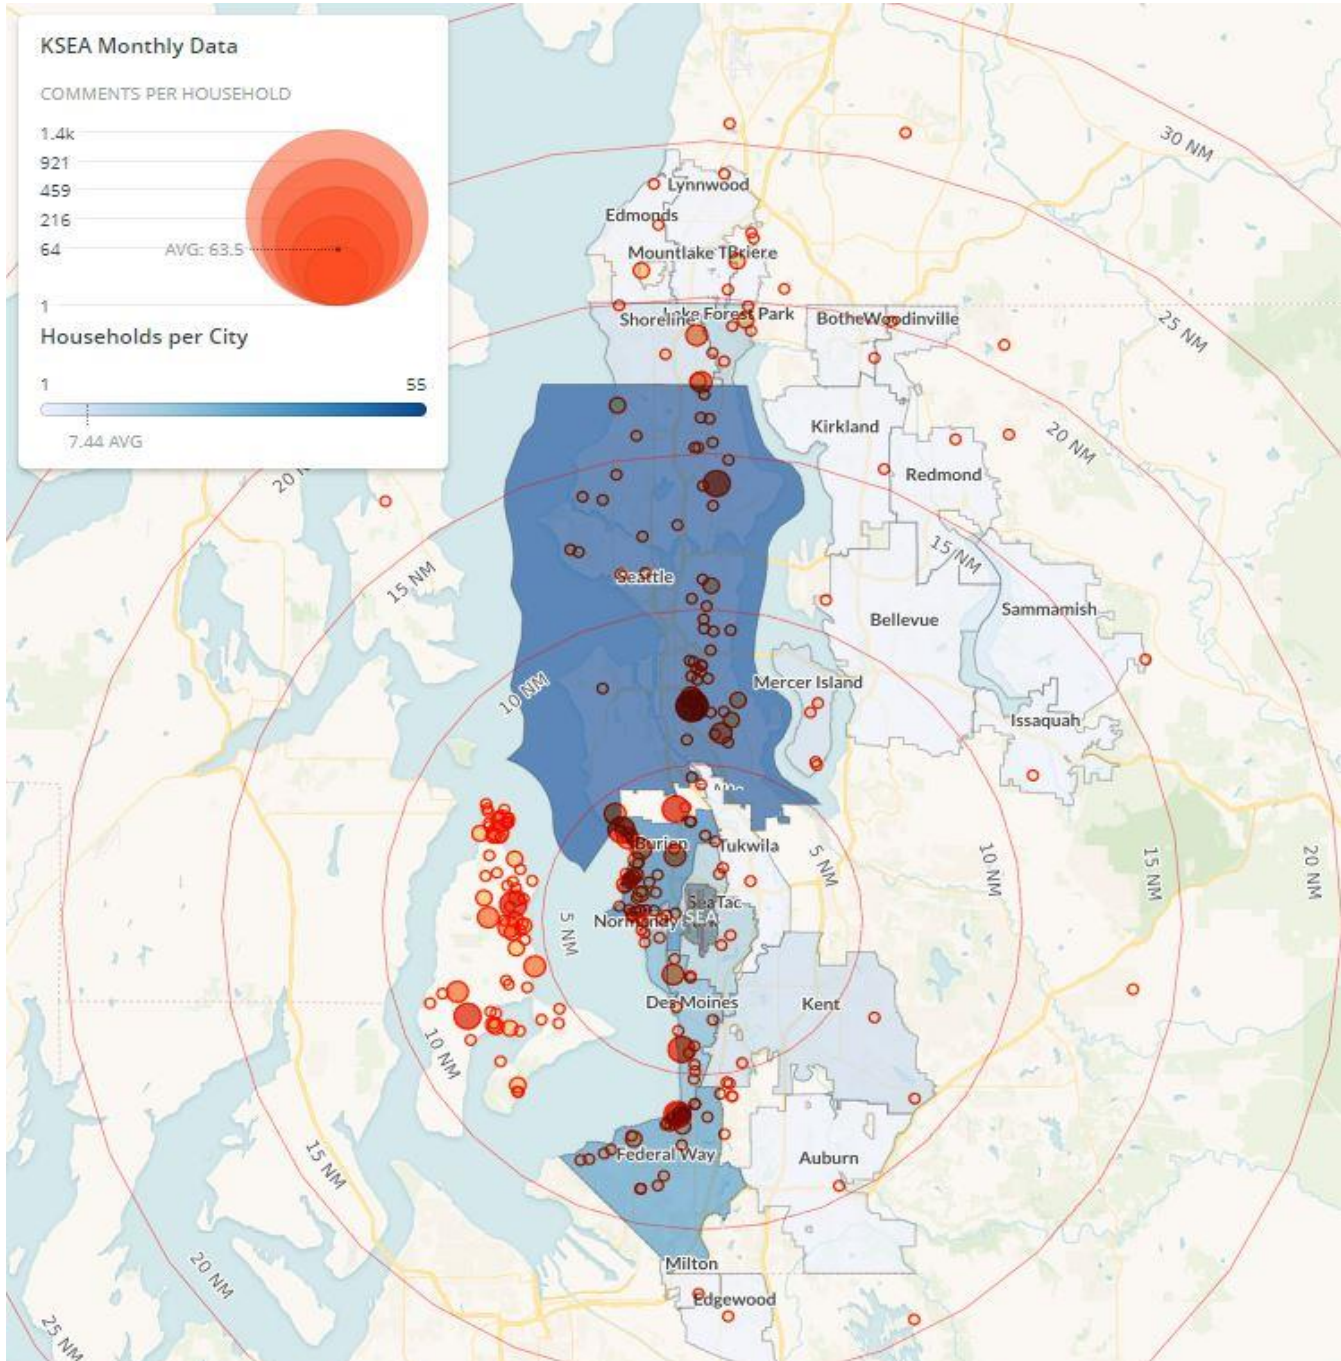 KSEA Monthly Data
COMMENTS PER HOUSEHOLD
1.4k
921
459
216
64
AVG: 63.5
1
Households per City
1
55
7.44 AVG
30 NM
Lynnwood
Edmonds
Mountlake T Briere
Shoreline
Lake Forest Park
Bothe Woodinville
25 NM
Kirkland
20 NM
Redmond
20 N
15 NM
15 NM
Seattle
Sammamish
Bellevue
Mercer Island
10 NM
Issaquah
Burien
Tukwila
5 NM
10 NM
15 NM
20 NM
SeaTac
SEA
Normandy
5 NM
Des Moines
Kent
10 NM
Federal Way
Auburn
15 NM
Milton
20 NM
Edgewood
25 NM